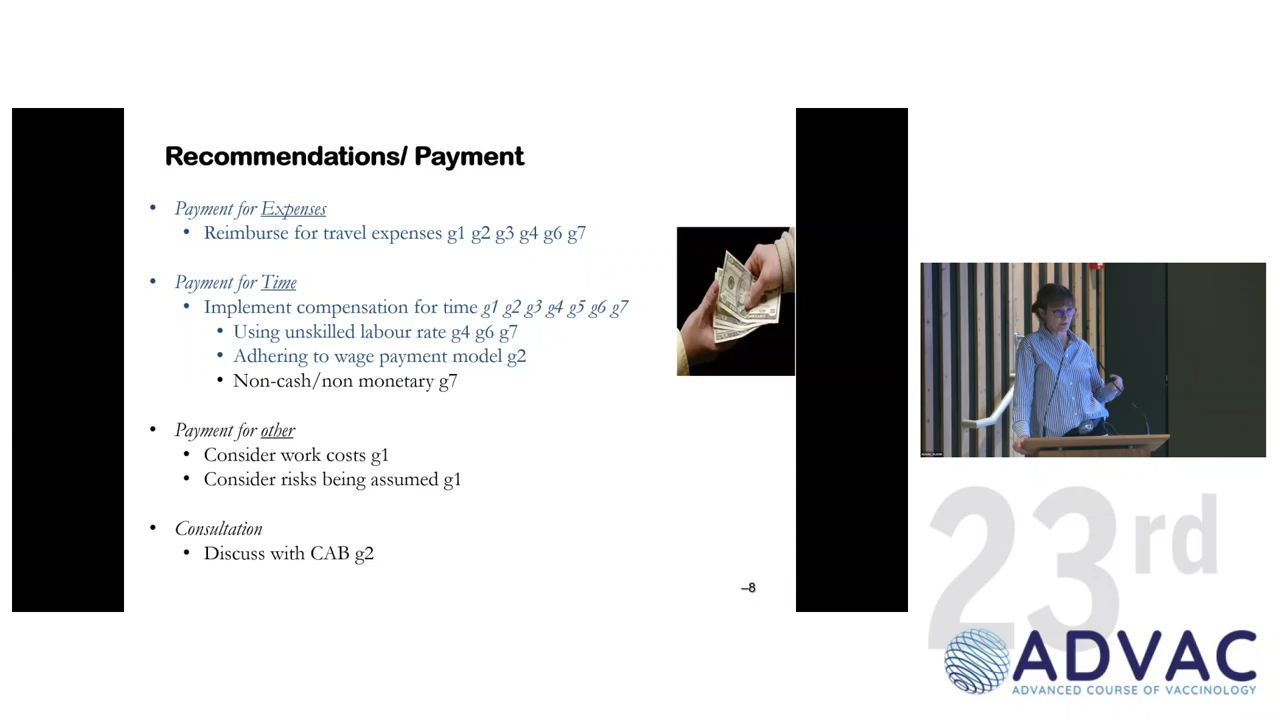 Recommendations/ Payment
• Payment for Expenses
• Reimburse for travel expenses g1 g2 g3 g4 g6 g7
• Payment for Time
• Implement compensation for time g1 g2 g3 g4 g5 g6 g7
• Using unskilled labour rate g4 g6 g7
• Adhering to wage payment model g2
• Non-cash/non monetary g7
• Payment for other
• Consider work costs g1
• Consider risks being assumed g1
• Consultation
• Discuss with CAB g2
–8
23rd
ADVAC
ADVANCED COURSE OF VACCINOLOGY